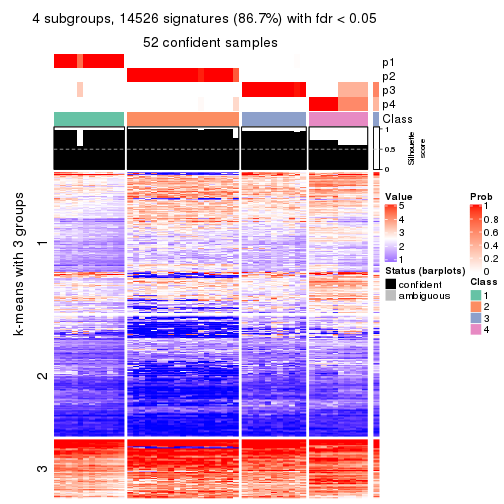 4 subgroups, 14526 signatures (86.7%) with fdr < 0.05
52 confident samples
p1
p2
p3
p4
Class
1
0.5
0
Silhouette
score
k-means with 3 groups
1
2
3
Value
5
4
3
2
1
Status (barplots)
confident
ambiguous
Prob
1
0.8
0.6
0.4
0.2
0
Class
1
2
3
4